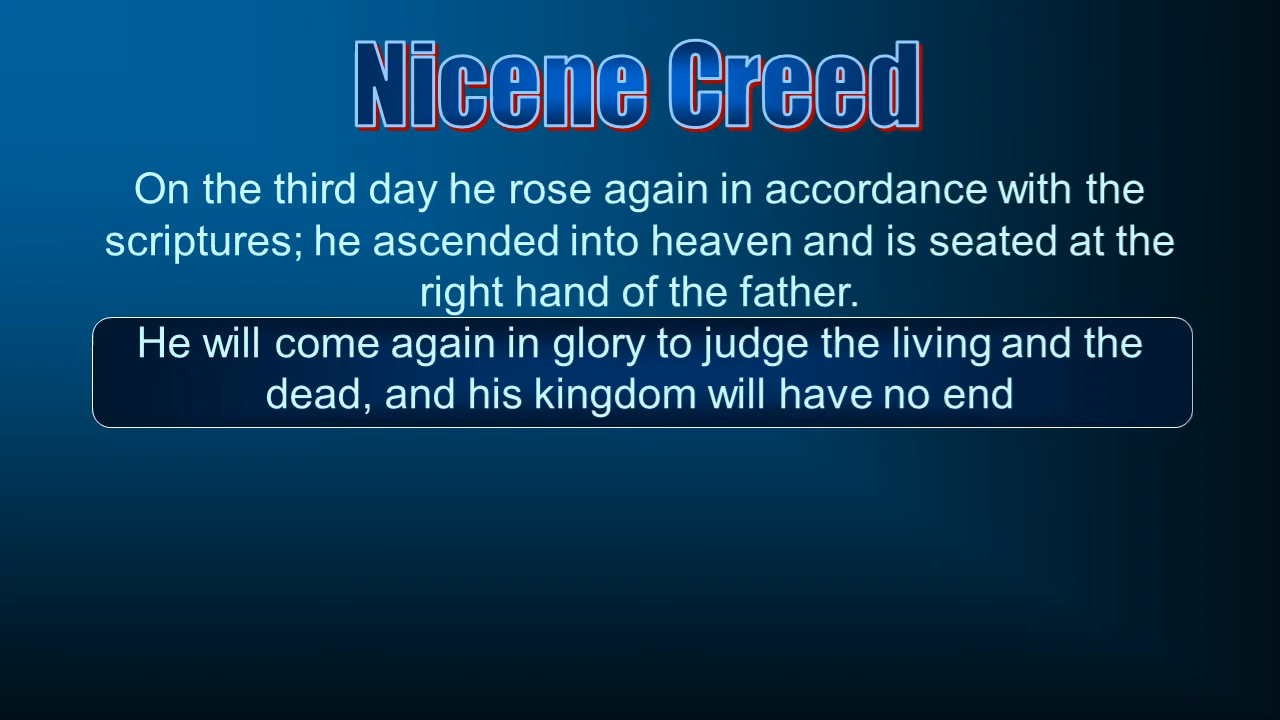 Nicene Creed
On the third day he rose again in accordance with the
scriptures; he ascended into heaven and is seated at the
right hand of the father.
He will come again in glory to judge the living and the
dead, and his kingdom will have no end